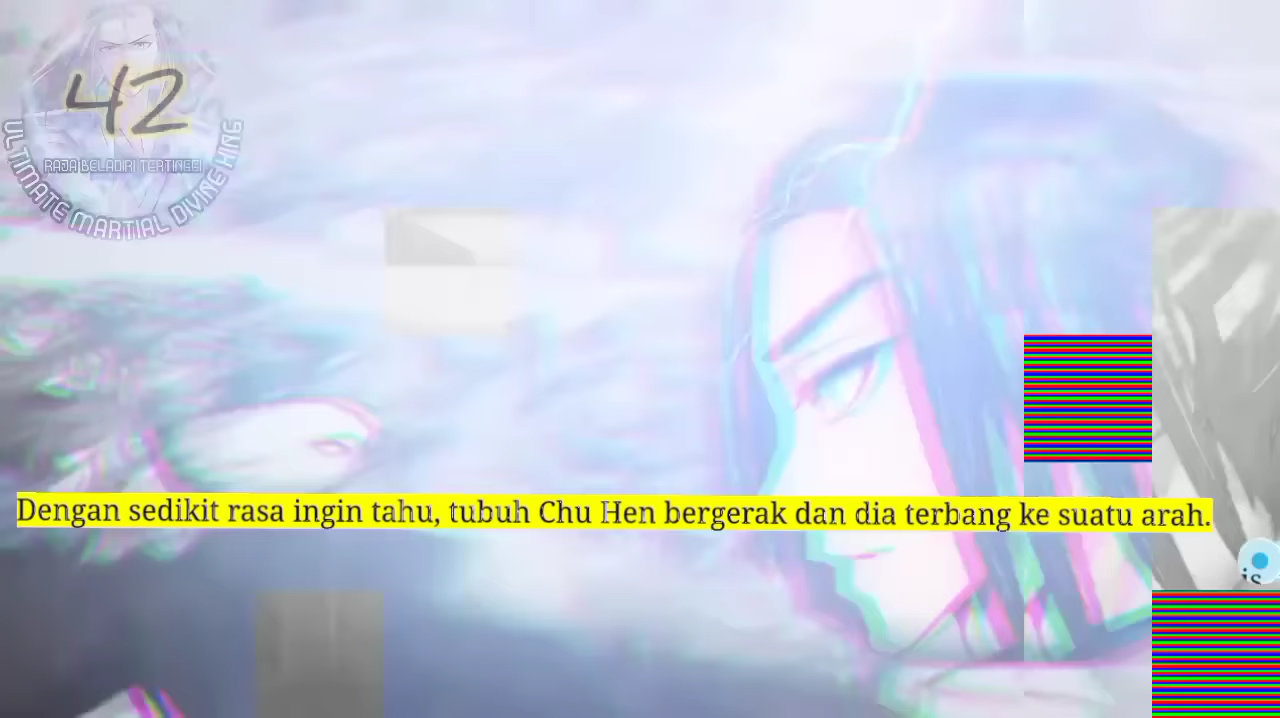 42
RAJA BELADIRI TERTINGGI
ULTIMATE MARTIAL DIVINE KING
Dengan sedikit rasa ingin tahu, tubuh Chu Hen bergerak dan dia terbang ke suatu arah.
is